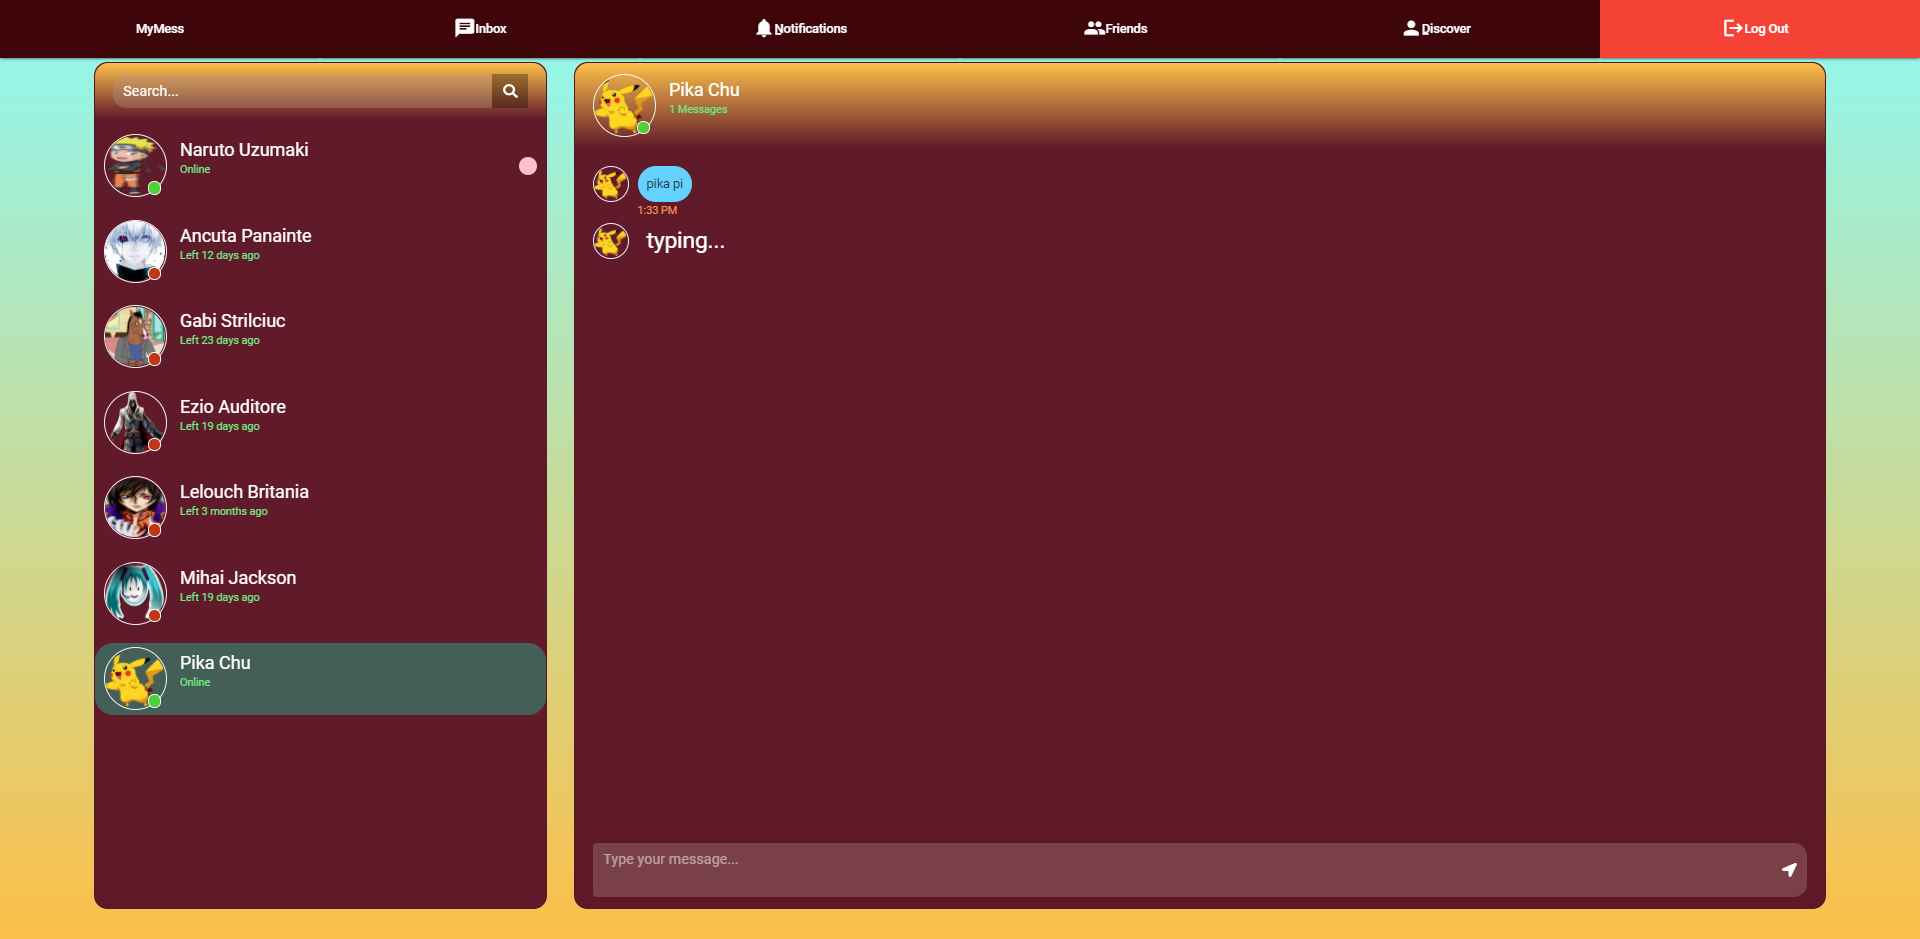 MyMess
Inbox
Notifications
Friends
Discover
Log Out
Search...
Naruto Uzumaki
Online
Ancuta Panainte
Left 12 days ago
Gabi Strilciuc
Left 23 days ago
Ezio Auditore
Left 19 days ago
Lelouch Britania
Left 3 months ago
Mihai Jackson
Left 19 days ago
Pika Chu
Online
Pika Chu
1 Messages
pika pi
1:33 PM
typing...
Type your message...